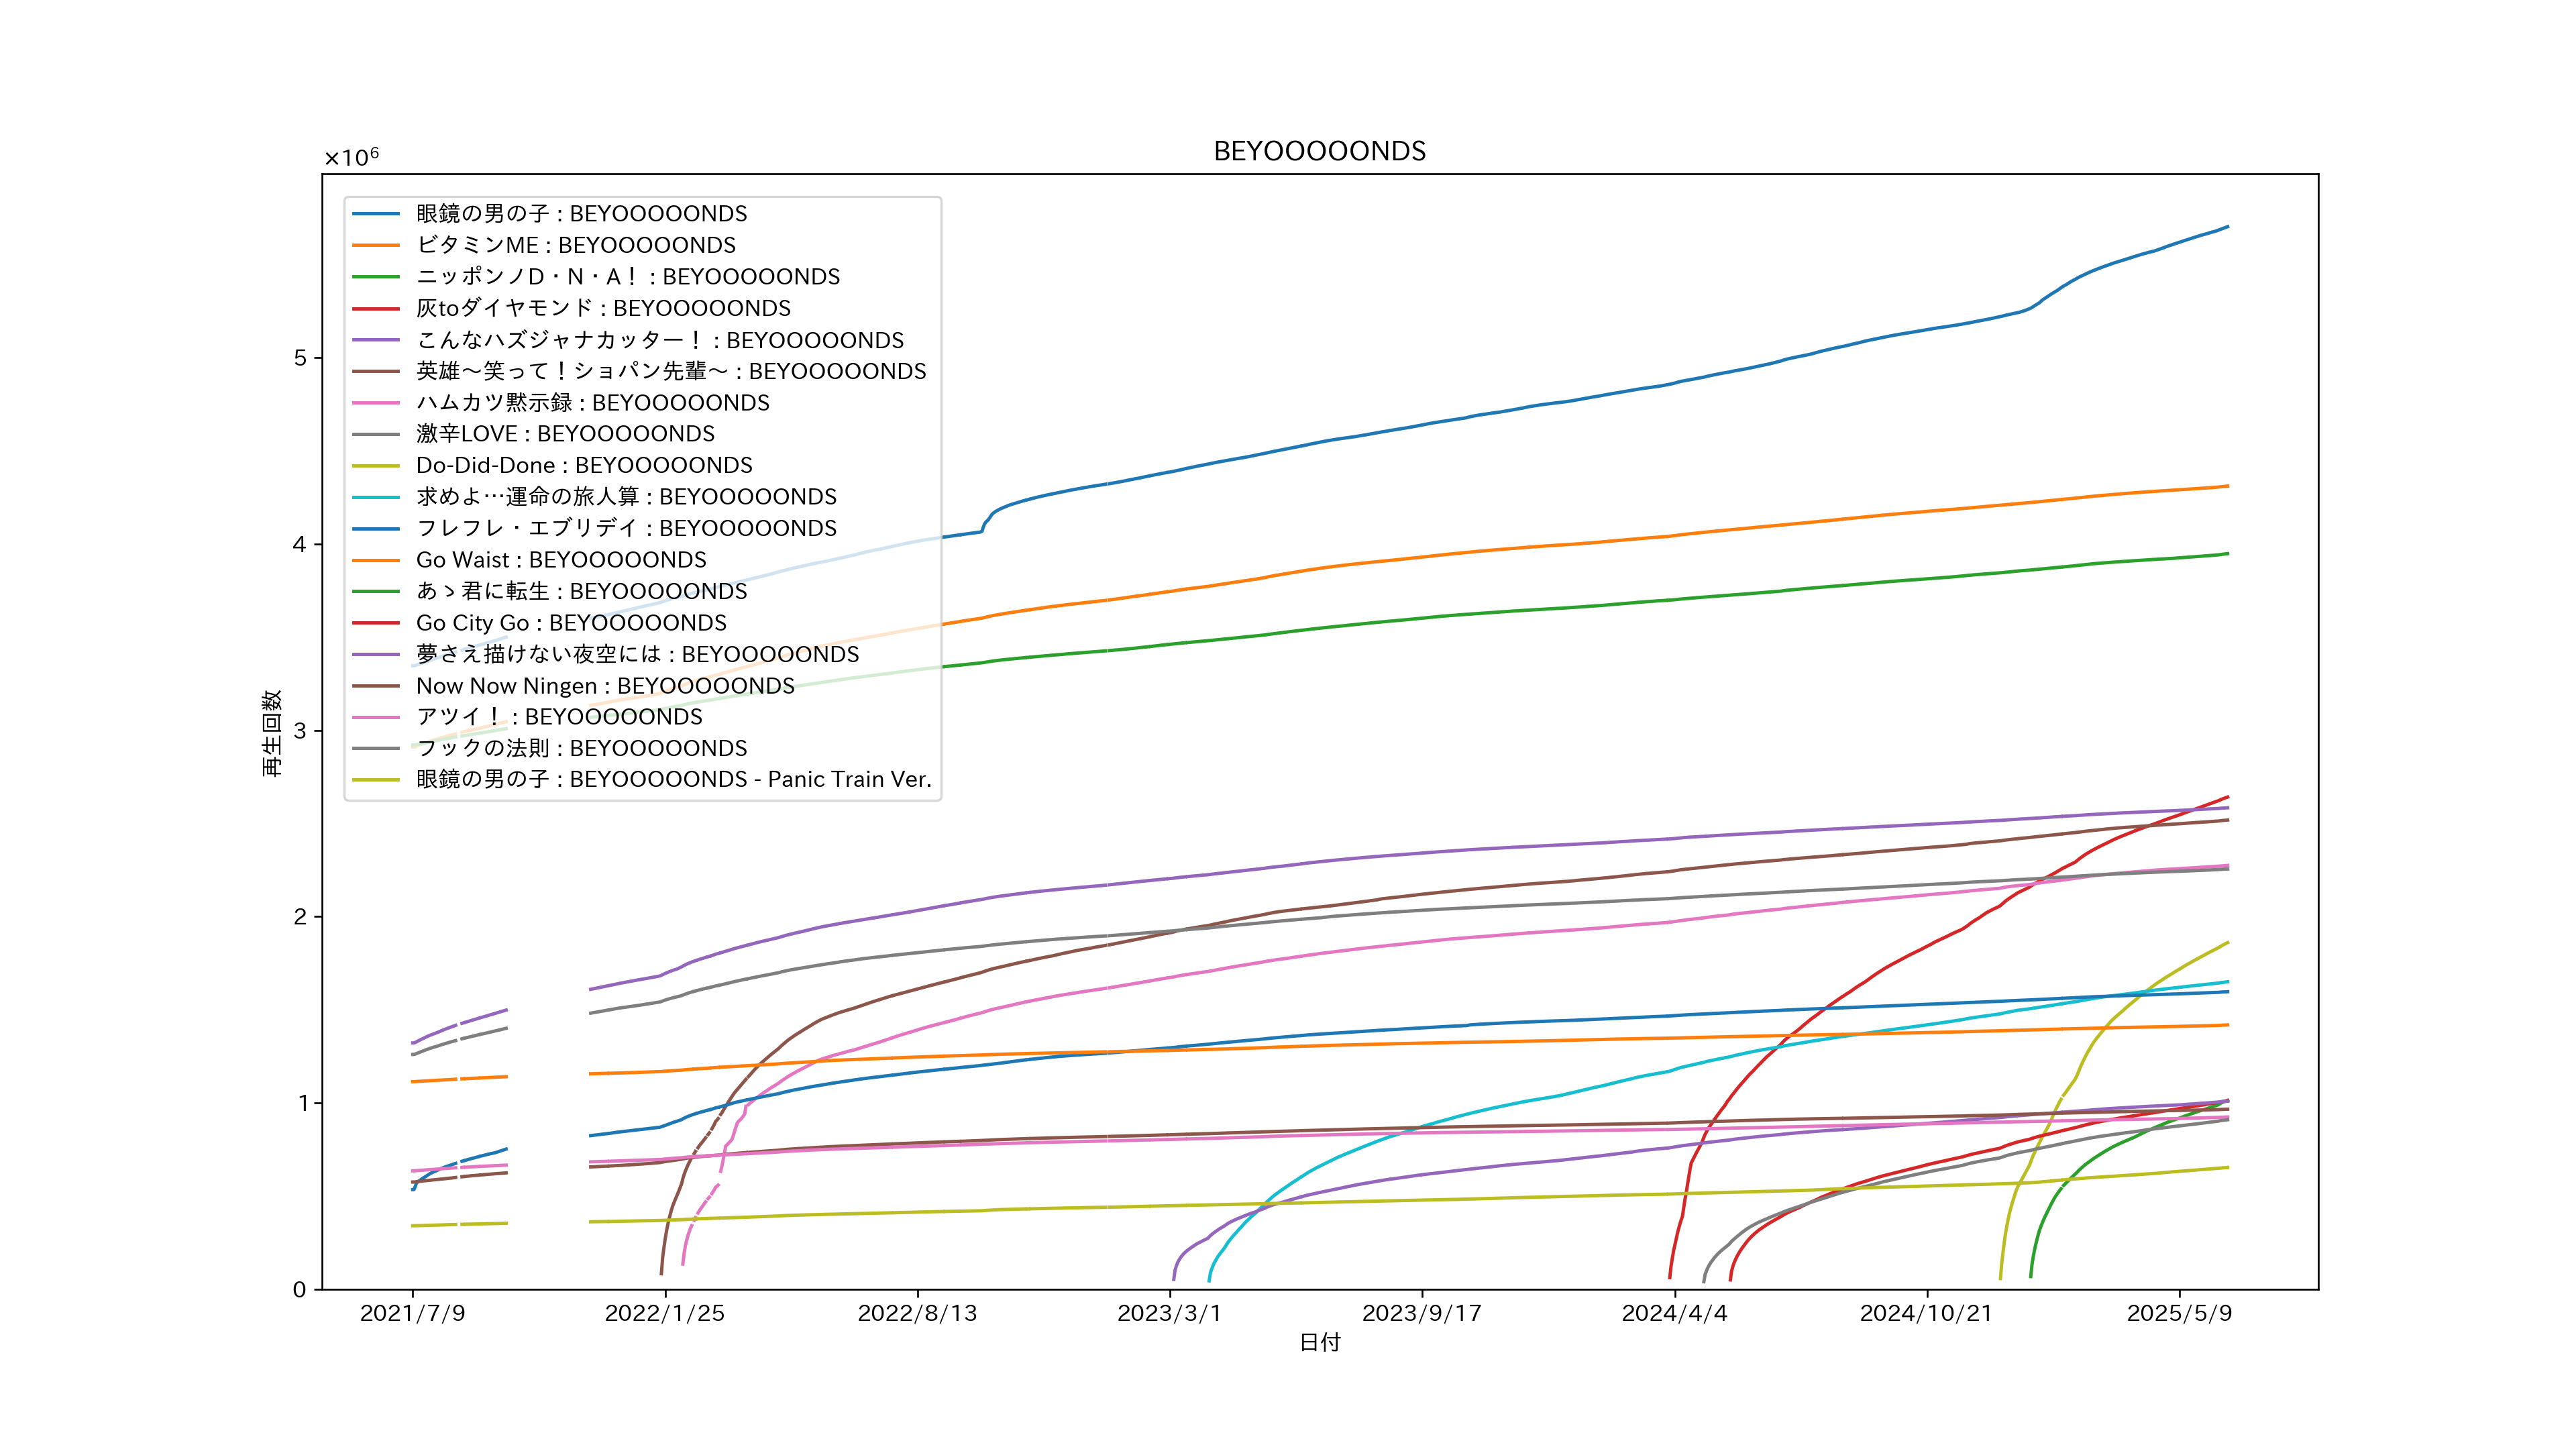 BEYOOOOONDS
×10⁶
眼鏡の男の子 : BEYOOOOONDS
ビタミンME : BEYOOOOONDS
ニッポンノD・N・A! : BEYOOOOONDS
灰toダイヤモンド : BEYOOOOONDS
こんなハズジャナカッター! : BEYOOOOONDS
英雄〜笑って!ショパン先輩〜 : BEYOOOOONDS
ハムカツ黙示録 : BEYOOOOONDS
激辛LOVE : BEYOOOOONDS
Do-Did-Done : BEYOOOOONDS
求めよ…運命の旅人算 : BEYOOOOONDS
フレフレ・エブリデイ : BEYOOOOONDS
Go Waist : BEYOOOOONDS
あゝ君に転生 : BEYOOOOONDS
Go City Go : BEYOOOOONDS
夢さえ描けない夜空には : BEYOOOOONDS
Now Now Ningen : BEYOOOOONDS
アツイ! : BEYOOOOONDS
フックの法則 : BEYOOOOONDS
眼鏡の男の子 : BEYOOOOONDS - Panic Train Ver.
5
4
3
2
1
0
再生回数
2021/7/9 2022/1/25 2022/8/13 2023/3/1 2023/9/17 2024/4/4 2024/10/21 2025/5/9
日付